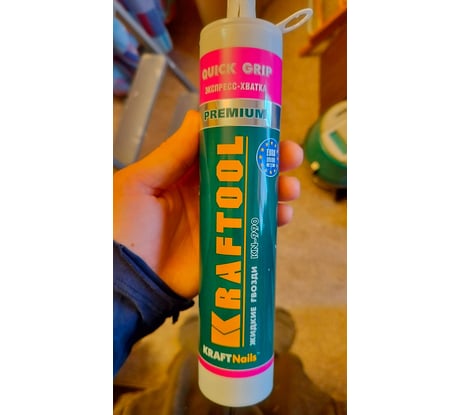 QUICK GRIP
ЭКСПРЕСС-ХВАТКА
PREMIUM
KRAFTOOL
ЖИДКИЕ ГВОЗДИ KN-990
KRAFTNails